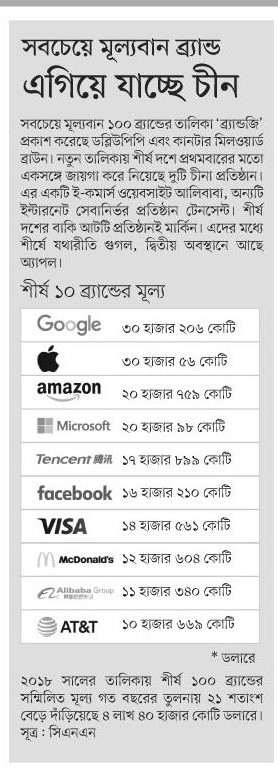 সবচেয়ে মূল্যবান ব্র্যান্ড
এগিয়ে যাচ্ছে চীন
সবচেয়ে মূল্যবান ১০০ ব্র্যান্ডের তালিকা ‘ব্র্যান্ডজি’
প্রকাশ করেছে ডব্লিউপিপি এবং কানটার মিলওয়ার্ড
ব্রাউন। নতুন তালিকায় শীর্ষ দশে প্রথমবারের মতো
একসঙ্গে জায়গা করে নিয়েছে দুটি চীনা প্রতিষ্ঠান।
এর একটি ই-কমার্স ওয়েবসাইট আলিবাবা, অন্যটি
ইন্টারনেট সেবানির্ভর প্রতিষ্ঠান টেনসেন্ট। শীর্ষ
দশের বাকি আটটি প্রতিষ্ঠানই মার্কিন। এদের মধ্যে
শীর্ষে যথারীতি গুগল, দ্বিতীয় অবস্থানে আছে
অ্যাপল।
শীর্ষ ১০ ব্র্যান্ডের মূল্য
Google ৩০ হাজার ২০৬ কোটি
৩০ হাজার ৫৬ কোটি
amazon ২০ হাজার ৭৫৯ কোটি
Microsoft ২০ হাজার ৯৮ কোটি
Tencent 腾讯 ১৭ হাজার ৮৯৯ কোটি
facebook ১৬ হাজার ২১০ কোটি
VISA ১৪ হাজার ৫৬১ কোটি
McDonald's ১২ হাজার ৬০৪ কোটি
Alibaba Group ১১ হাজার ৩৪০ কোটি
AT&T ১০ হাজার ৬৬৯ কোটি
* ডলারে
২০১৮ সালের তালিকায় শীর্ষ ১০০ ব্র্যান্ডের
সম্মিলিত মূল্য গত বছরের তুলনায় ২১ শতাংশ
বেড়ে দাঁড়িয়েছে ৪ লাখ ৪০ হাজার কোটি ডলারে।
সূত্র : সিএনএন